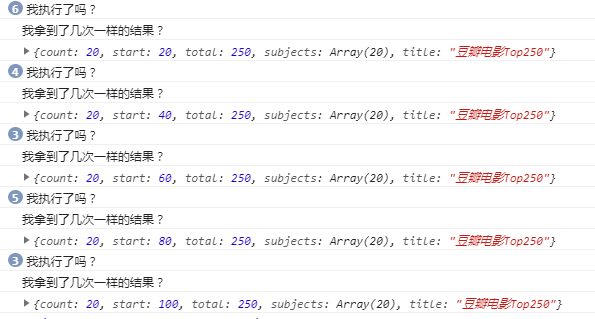 6 我执行了吗？
我拿到了几次一样的结果？
{count: 20, start: 20, total: 250, subjects: Array(20), title: "豆瓣电影Top250"}
4 我执行了吗？
我拿到了几次一样的结果？
{count: 20, start: 40, total: 250, subjects: Array(20), title: "豆瓣电影Top250"}
3 我执行了吗？
我拿到了几次一样的结果？
{count: 20, start: 60, total: 250, subjects: Array(20), title: "豆瓣电影Top250"}
5 我执行了吗？
我拿到了几次一样的结果？
{count: 20, start: 80, total: 250, subjects: Array(20), title: "豆瓣电影Top250"}
3 我执行了吗？
我拿到了几次一样的结果？
{count: 20, start: 100, total: 250, subjects: Array(20), title: "豆瓣电影Top250"}